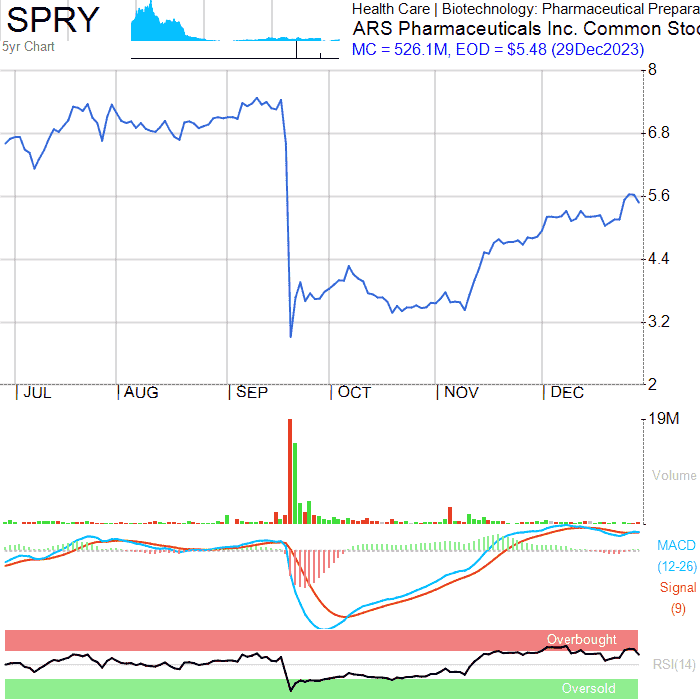 SPRY
5yr Chart
Health Care | Biotechnology: Pharmaceutical Prepara
ARS Pharmaceuticals Inc. Common Stoc
MC = 526.1M, EOD = $5.48 (29Dec2023)
8
6.8
5.6
4.4
3.2
2
JUL AUG SEP OCT NOV DEC
19M
Volume
MACD
(12-26)
Signal
(9)
Overbought
RSI(14)
Oversold